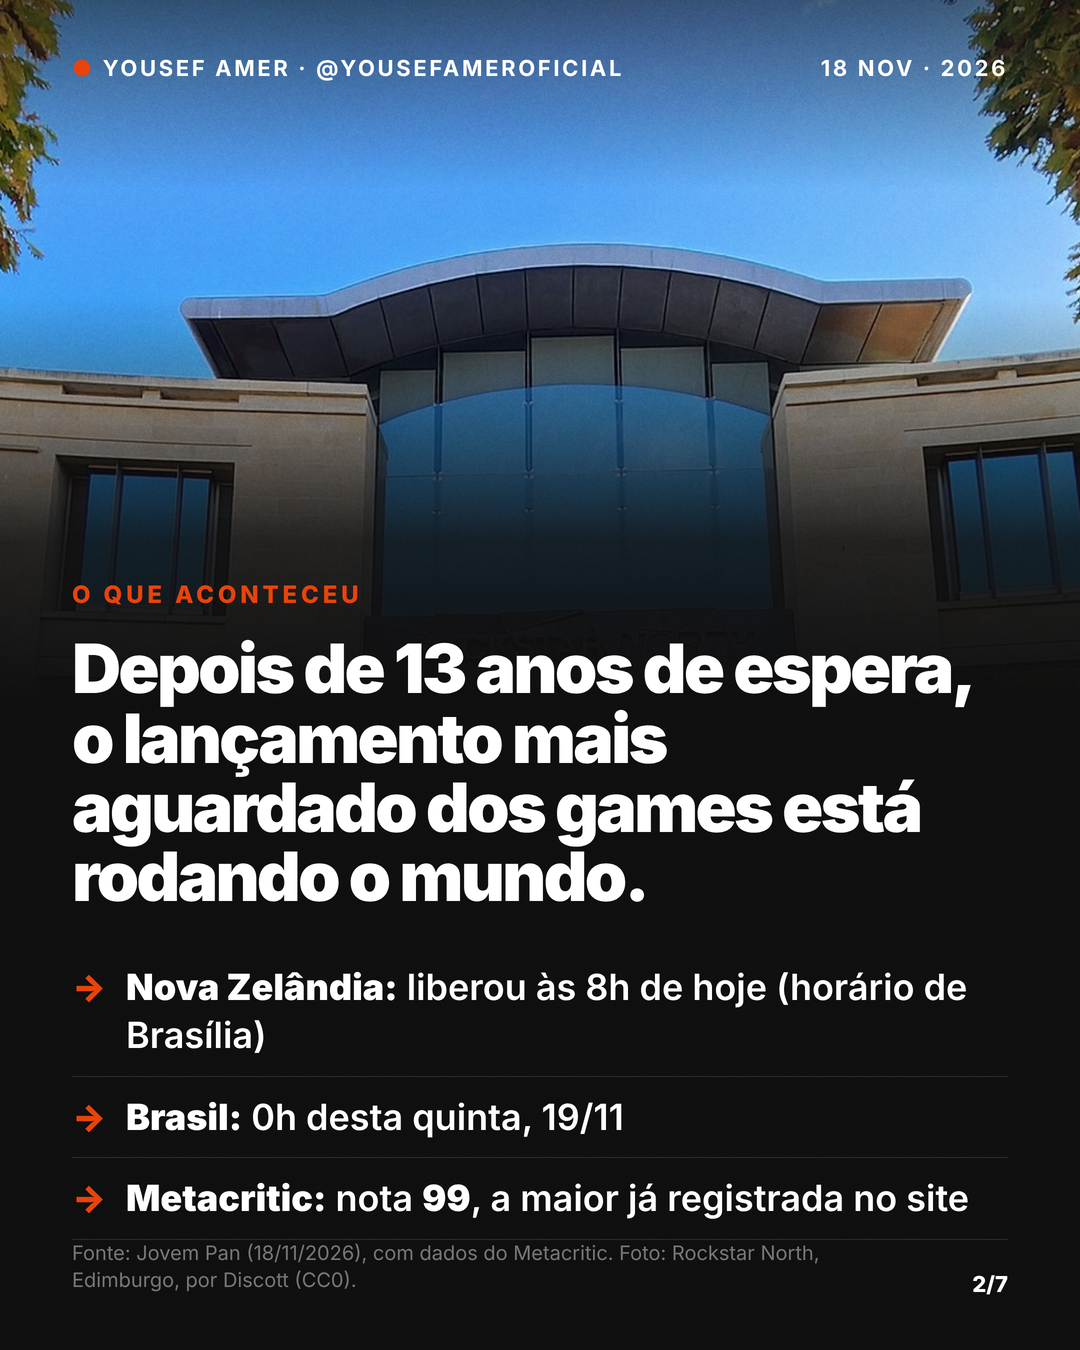 YOUSEF AMER · @YOUSEFAMEROFICIAL
18 NOV · 2026
O QUE ACONTECEU
Depois de 13 anos de espera,
o lançamento mais
aguardado dos games está
rodando o mundo.
→ Nova Zelândia: liberou às 8h de hoje (horário de
Brasília)
→ Brasil: 0h desta quinta, 19/11
→ Metacritic: nota 99, a maior já registrada no site
Fonte: Jovem Pan (18/11/2026), com dados do Metacritic. Foto: Rockstar North,
Edimburgo, por Discott (CC0).
2/7